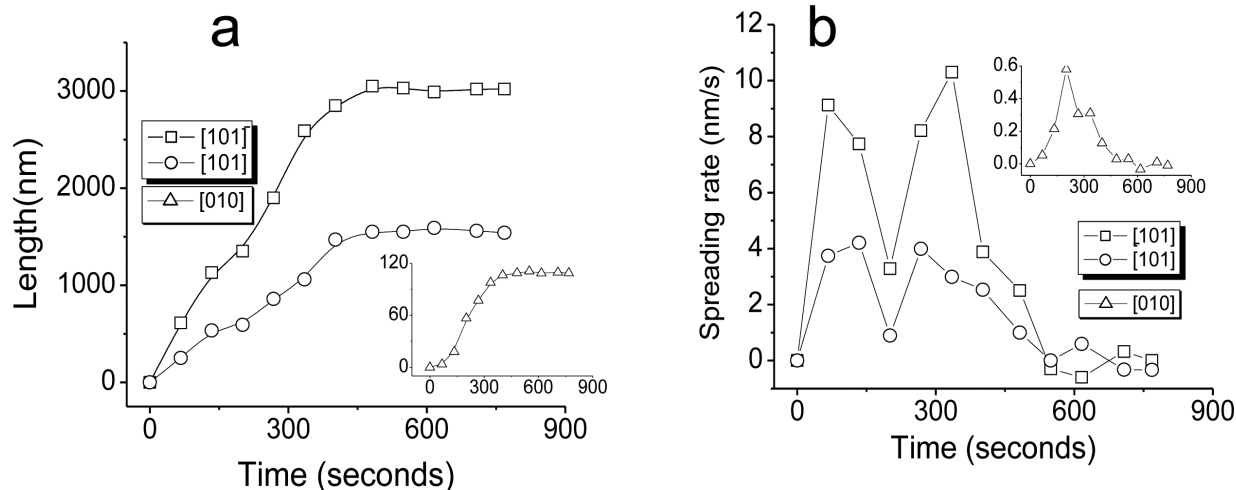 a
Length(nm)
3000
2000
1000
0
[101̄]
[101]
[010]
120
60
0
0 300 600 900
0 300 600 900
Time (seconds)
b
Spreading rate (nm/s)
12
10
8
6
4
2
0
0.6
0.4
0.2
0.0
0 300 600 900
[101]
[1̄01]
[010]
0 300 600 900
Time (seconds)